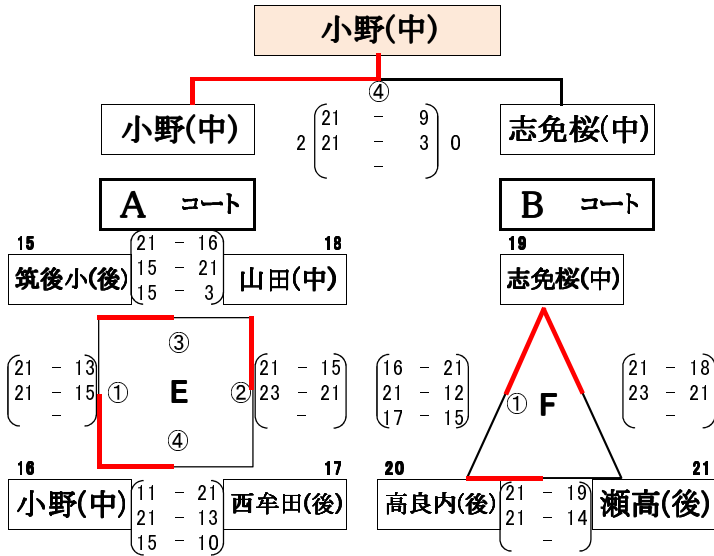 小野(中)
④
小野(中)
2
21 - 9
21 - 3
-
0
志免桜(中)
A コート
B コート
15
21 - 16
15 - 21
15 - 3
18
19
筑後小(後)
山田(中)
志免桜(中)
③
21 - 13
21 - 15
-
①
E
②
21 - 15
23 - 21
-
④
16 - 21
21 - 12
17 - 15
①
F
21 - 18
23 - 21
-
16
17
20
21
小野(中)
11 - 21
21 - 13
15 - 10
西牟田(後)
高良内(後)
21 - 19
21 - 14
-
瀬高(後)